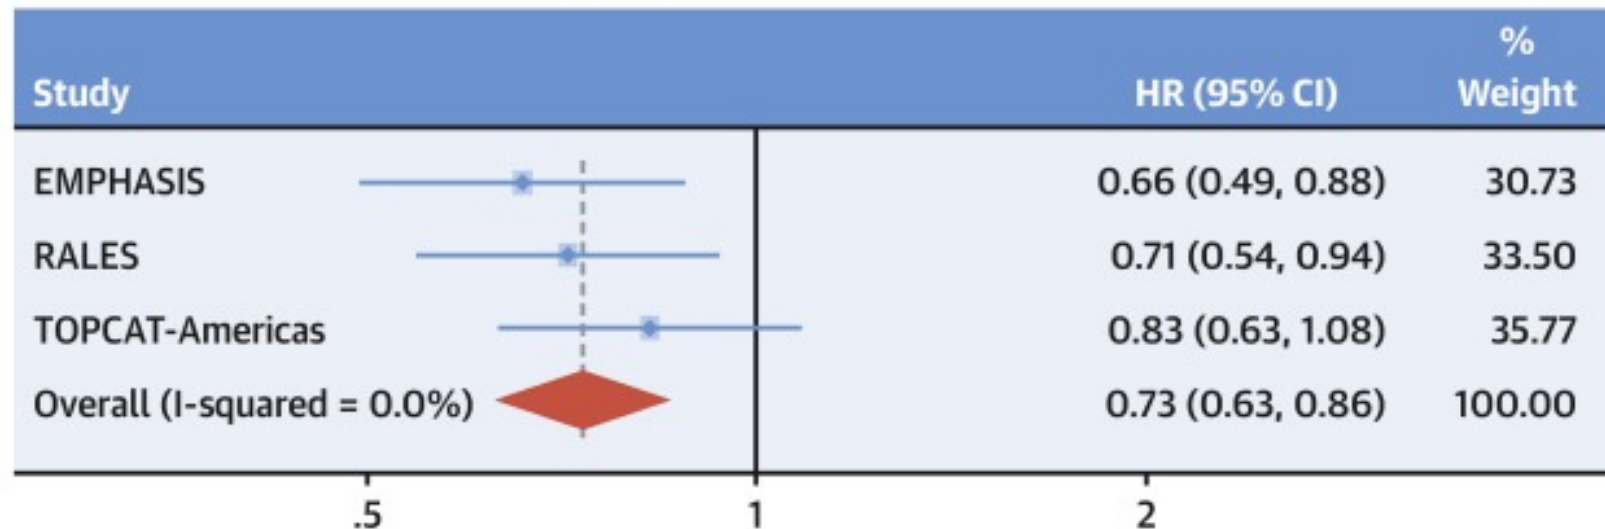 %
Study HR (95% CI) Weight
EMPHASIS 0.66 (0.49, 0.88) 30.73
RALES 0.71 (0.54, 0.94) 33.50
TOPCAT-Americas 0.83 (0.63, 1.08) 35.77
Overall (I-squared = 0.0%) 0.73 (0.63, 0.86) 100.00
.5 1 2